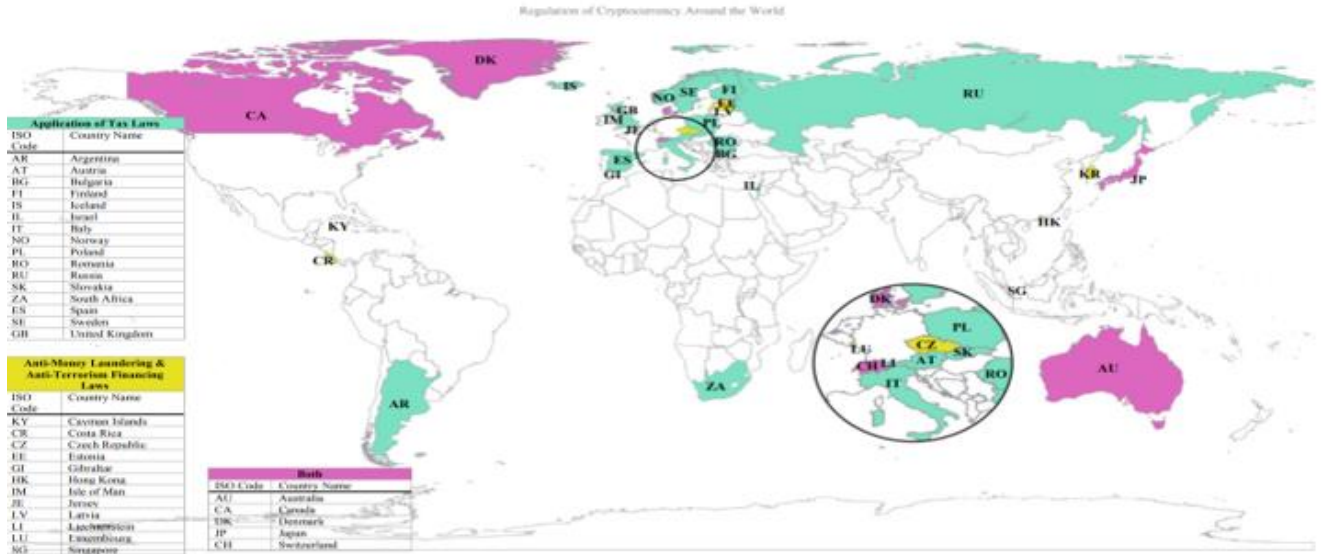 Regulation of Cryptocurrency Around the World
DK
CA
IS
NO
SE
FI
EE
LV
RU
GB
IM
JE
PL
RO
BG
ES
GI
IL
KR
JP
HK
KY
CR
SG
AR
ZA
AU
DK
PL
LU
CZ
SK
CH
LI
AT
IT
RO
Application of Tax Laws
ISO Code Country Name
AR Argentina
AT Austria
BG Bulgaria
FI Finland
IS Iceland
IL Israel
IT Italy
NO Norway
PL Poland
RO Romania
RU Russia
SK Slovakia
ZA South Africa
ES Spain
SE Sweden
GB United Kingdom
Anti-Money Laundering &
Anti-Terrorism Financing
Laws
ISO Code Country Name
KY Cayman Islands
CR Costa Rica
CZ Czech Republic
EE Estonia
GI Gibraltar
HK Hong Kong
IM Isle of Man
JE Jersey
LV Latvia
LI Liechtenstein
LU Luxembourg
SG Singapore
Both
ISO Code Country Name
AU Australia
CA Canada
DK Denmark
JP Japan
CH Switzerland